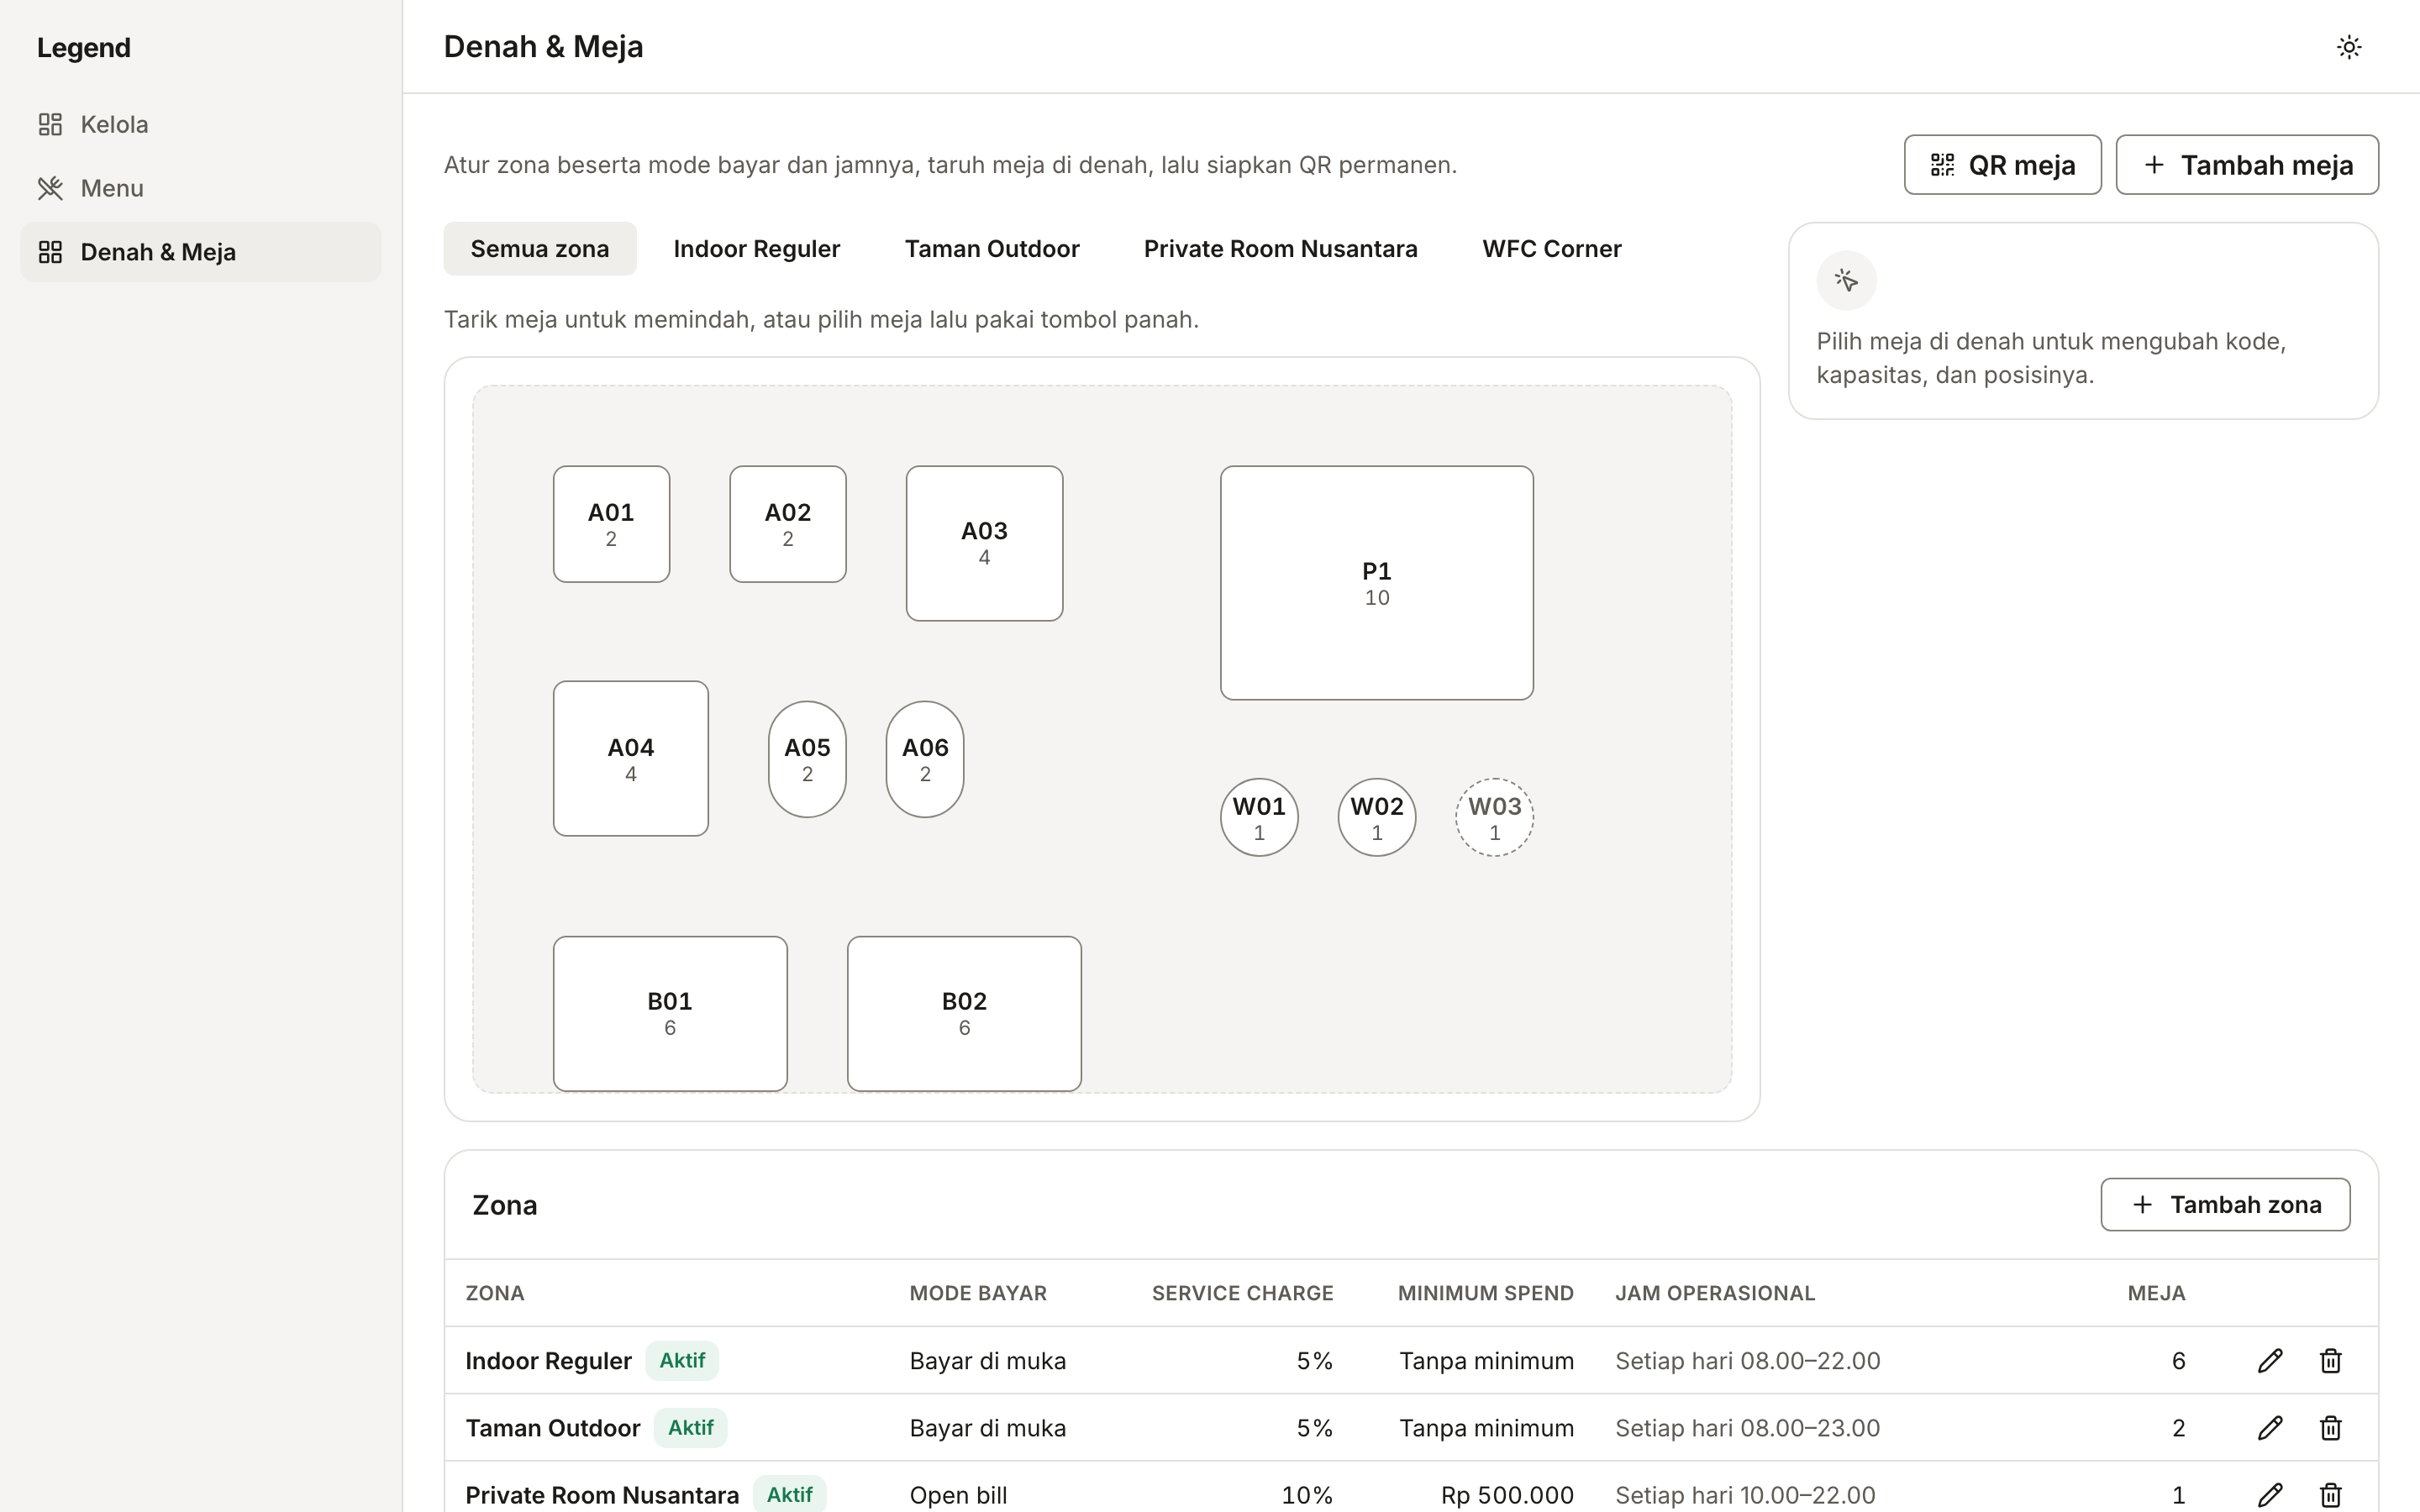 Legend
Kelola
Menu
Denah & Meja
Denah & Meja
Atur zona beserta mode bayar dan jamnya, taruh meja di denah, lalu siapkan QR permanen.
QR meja
Tambah meja
Semua zona
Indoor Reguler
Taman Outdoor
Private Room Nusantara
WFC Corner
Pilih meja di denah untuk mengubah kode,
kapasitas, dan posisinya.
Tarik meja untuk memindah, atau pilih meja lalu pakai tombol panah.
A01
2
A02
2
A03
4
P1
10
A04
4
A05
2
A06
2
W01
1
W02
1
W03
1
B01
6
B02
6
Zona
Tambah zona
ZONA MODE BAYAR SERVICE CHARGE MINIMUM SPEND JAM OPERASIONAL MEJA
Indoor Reguler Aktif Bayar di muka 5% Tanpa minimum Setiap hari 08.00–22.00 6
Taman Outdoor Aktif Bayar di muka 5% Tanpa minimum Setiap hari 08.00–23.00 2
Private Room Nusantara Aktif Open bill 10% Rp 500.000 Setiap hari 10.00–22.00 1